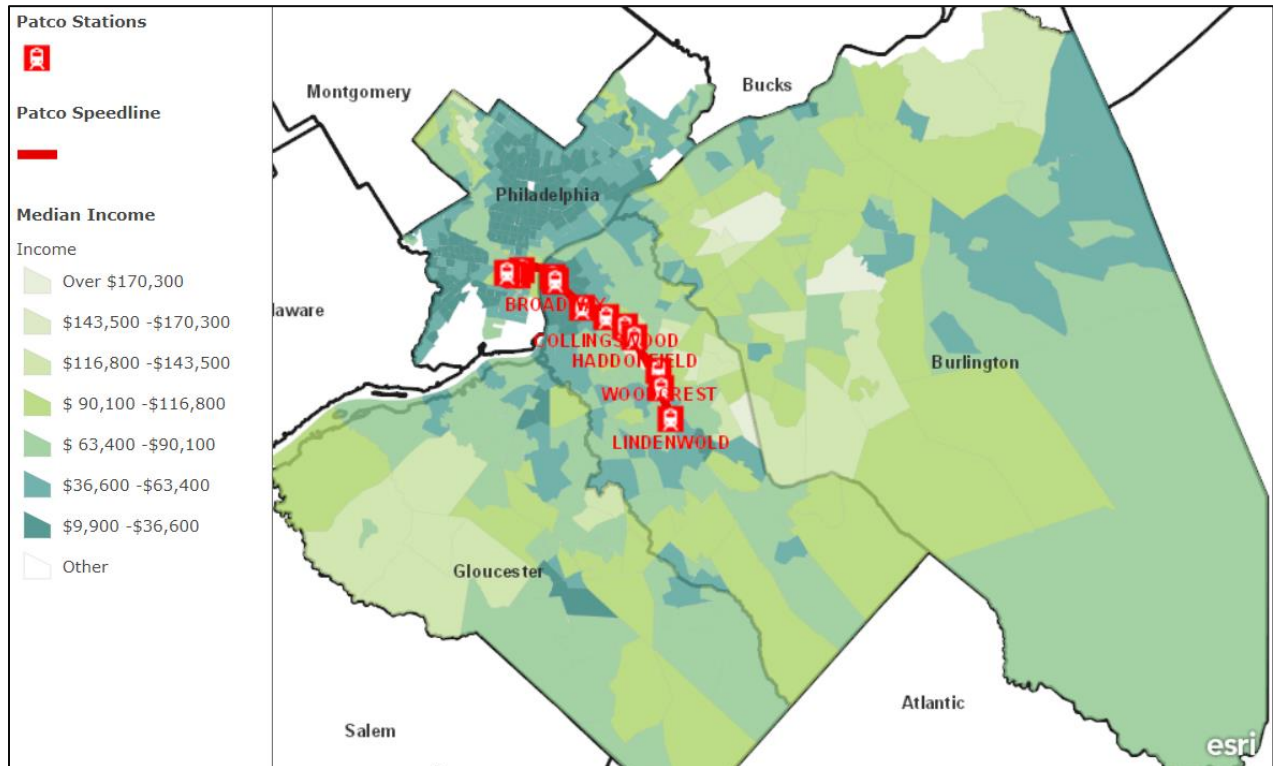 Patco Stations
Patco Speedline
Median Income
Income
Over $170,300
$143,500 -$170,300
$116,800 -$143,500
$ 90,100 -$116,800
$ 63,400 -$90,100
$36,600 -$63,400
$9,900 -$36,600
Other
Montgomery
Bucks
Philadelphia
laware
BROADWAY
COLLINGSWOOD
HADDONFIELD
WOODCREST
LINDENWOLD
Burlington
Gloucester
Atlantic
Salem
esri